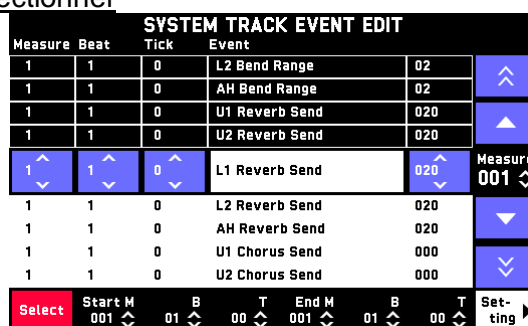 ectionner
SYSTEM TRACK EVENT EDIT
Measure Beat Tick Event
1 1 0 L2 Bend Range 02
1 1 0 AH Bend Range 02
1 1 0 U1 Reverb Send 020
1 1 0 U2 Reverb Send 020
1 1 0 L1 Reverb Send 020
Measure
001
1 1 0 L2 Reverb Send 020
1 1 0 AH Reverb Send 020
1 1 0 U1 Chorus Send 000
1 1 0 U2 Chorus Send 000
Select Start M B T End M B T Set-
001 01 00 001 01 00 ting